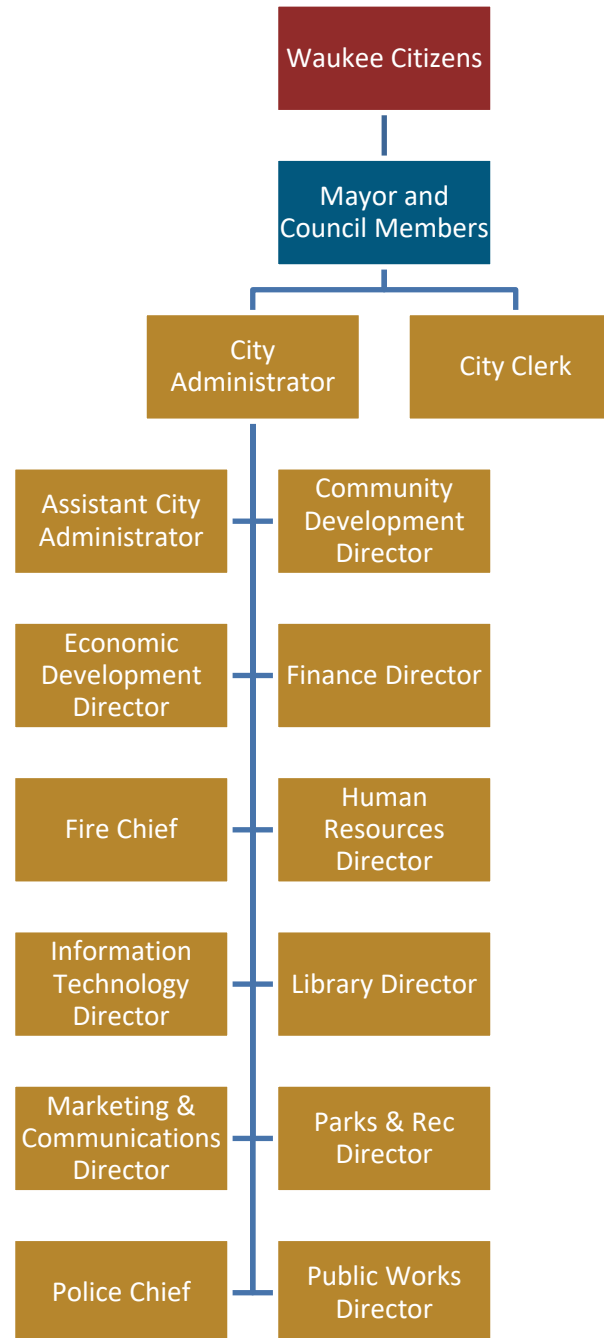 Waukee Citizens
Mayor and
Council Members
City
Administrator
City Clerk
Assistant City
Administrator
Community
Development
Director
Economic
Development
Director
Finance Director
Fire Chief
Human
Resources
Director
Information
Technology
Director
Library Director
Marketing &
Communications
Director
Parks & Rec
Director
Police Chief
Public Works
Director